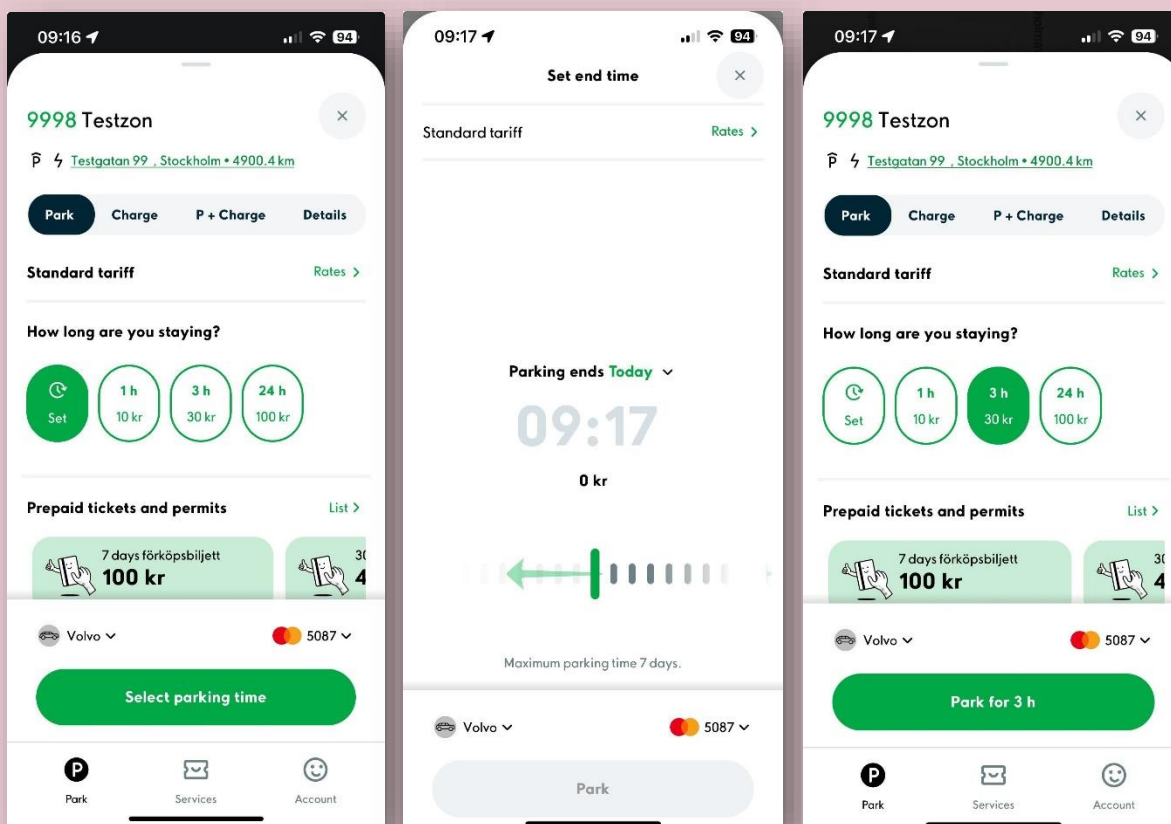 09:16
94
9998 Testzon
Testgatan 99 , Stockholm • 4900.4 km
Park Charge P + Charge Details
Standard tariff Rates >
How long are you staying?
Set
1 h
10 kr
3 h
30 kr
24 h
100 kr
Prepaid tickets and permits List >
7 days förköpsbiljett
100 kr
30
4
Volvo 5087
Select parking time
P
Park Services Account
09:17
94
Set end time
Standard tariff Rates >
Parking ends Today
09:17
0 kr
Maximum parking time 7 days.
Volvo 5087
Park
09:17
94
9998 Testzon
Testgatan 99 , Stockholm • 4900.4 km
Park Charge P + Charge Details
Standard tariff Rates >
How long are you staying?
Set
1 h
10 kr
3 h
30 kr
24 h
100 kr
Prepaid tickets and permits List >
7 days förköpsbiljett
100 kr
30
4
Volvo 5087
Park for 3 h
P
Park Services Account